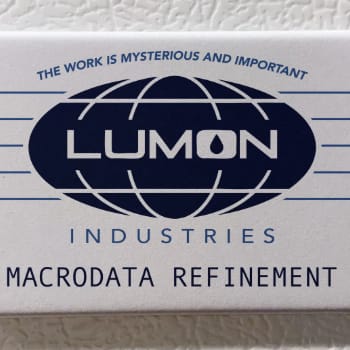 THE WORK IS MYSTERIOUS AND IMPORTANT
LUMON
INDUSTRIES
MACRODATA REFINEMENT